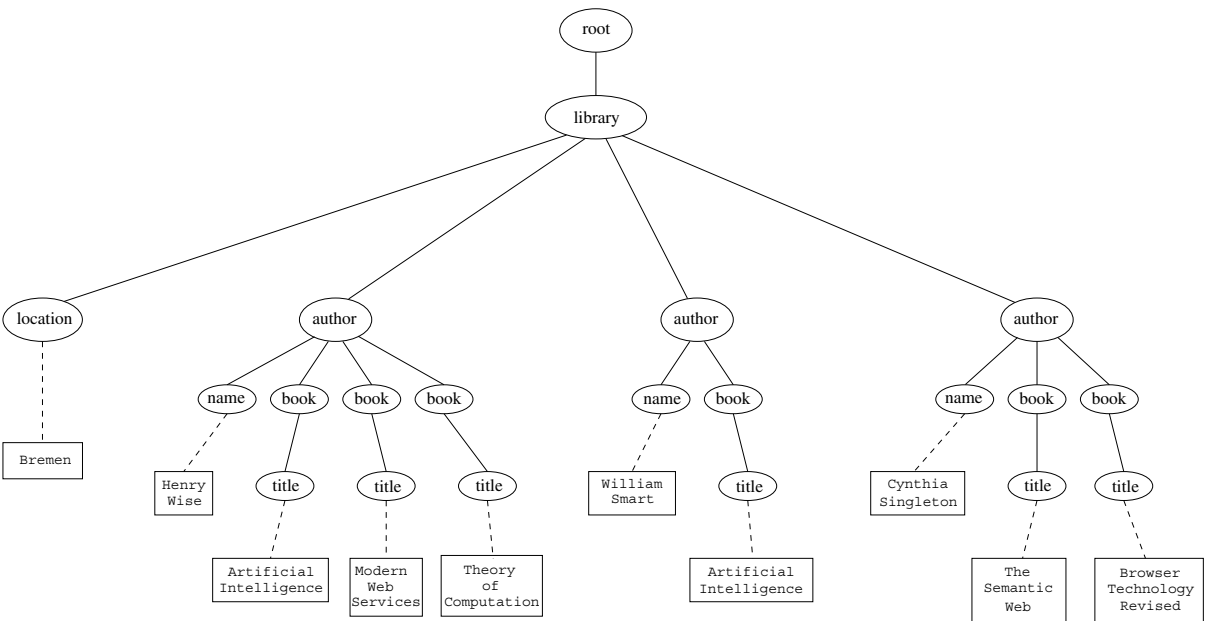 root
library
location
author
author
author
name
book
book
book
name
book
name
book
book
Bremen
Henry
Wise
title
title
title
William
Smart
title
Cynthia
Singleton
title
title
Artificial
Intelligence
Modern
Web
Services
Theory
of
Computation
Artificial
Intelligence
The
Semantic
Web
Browser
Technology
Revised